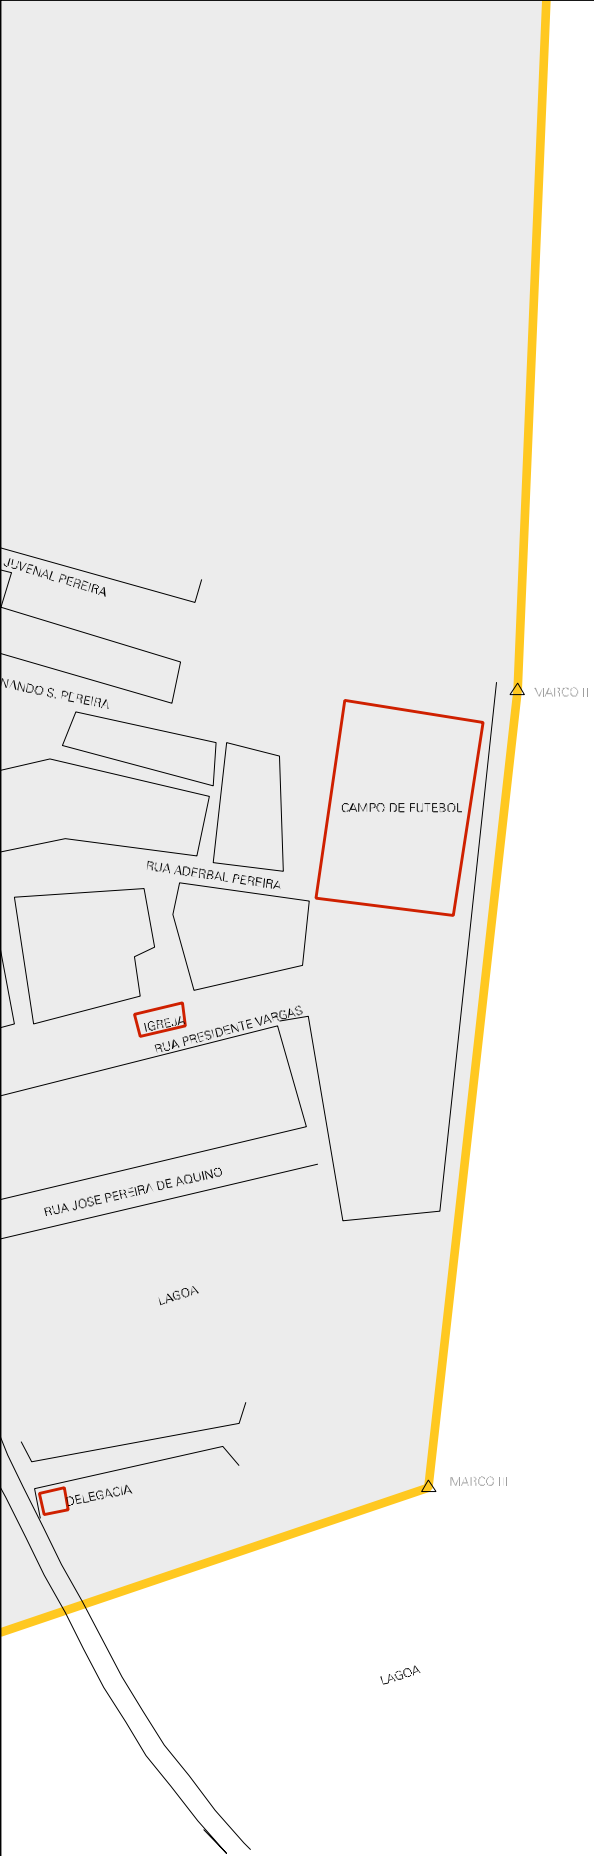 JUVENAL PEREIRA
NANDO S. PEREIRA
MARCO II
CAMPO DE FUTEBOL
RUA ADERBAL PEREIRA
IGREJA
RUA PRESIDENTE VARGAS
RUA JOSE PEREIRA DE AQUINO
LAGOA
MARCO III
DELEGACIA
LAGOA